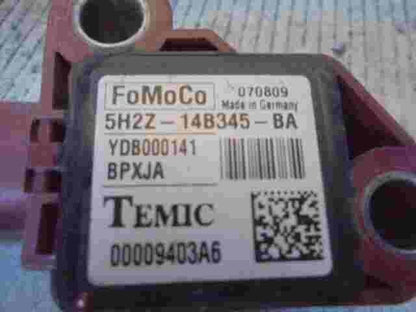 FoMoCo 070809
Made in Germany
5H2Z-14B345-BA
YDB000141
BPXJA
TEMIC
00009403A6